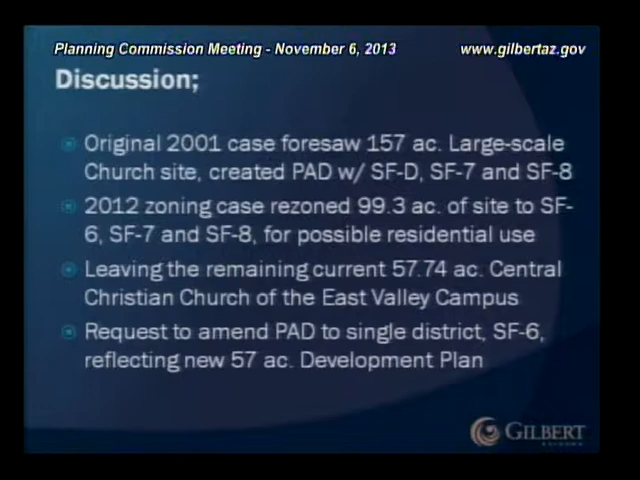 Planning Commission Meeting - November 6, 2013
www.gilbertaz.gov
Discussion;
Original 2001 case foresaw 157 ac. Large-scale
Church site, created PAD w/ SF-D, SF-7 and SF-8
2012 zoning case rezoned 99.3 ac. of site to SF-
6, SF-7 and SF-8, for possible residential use
Leaving the remaining current 57.74 ac. Central
Christian Church of the East Valley Campus
Request to amend PAD to single district, SF-6,
reflecting new 57 ac. Development Plan
GILBERT